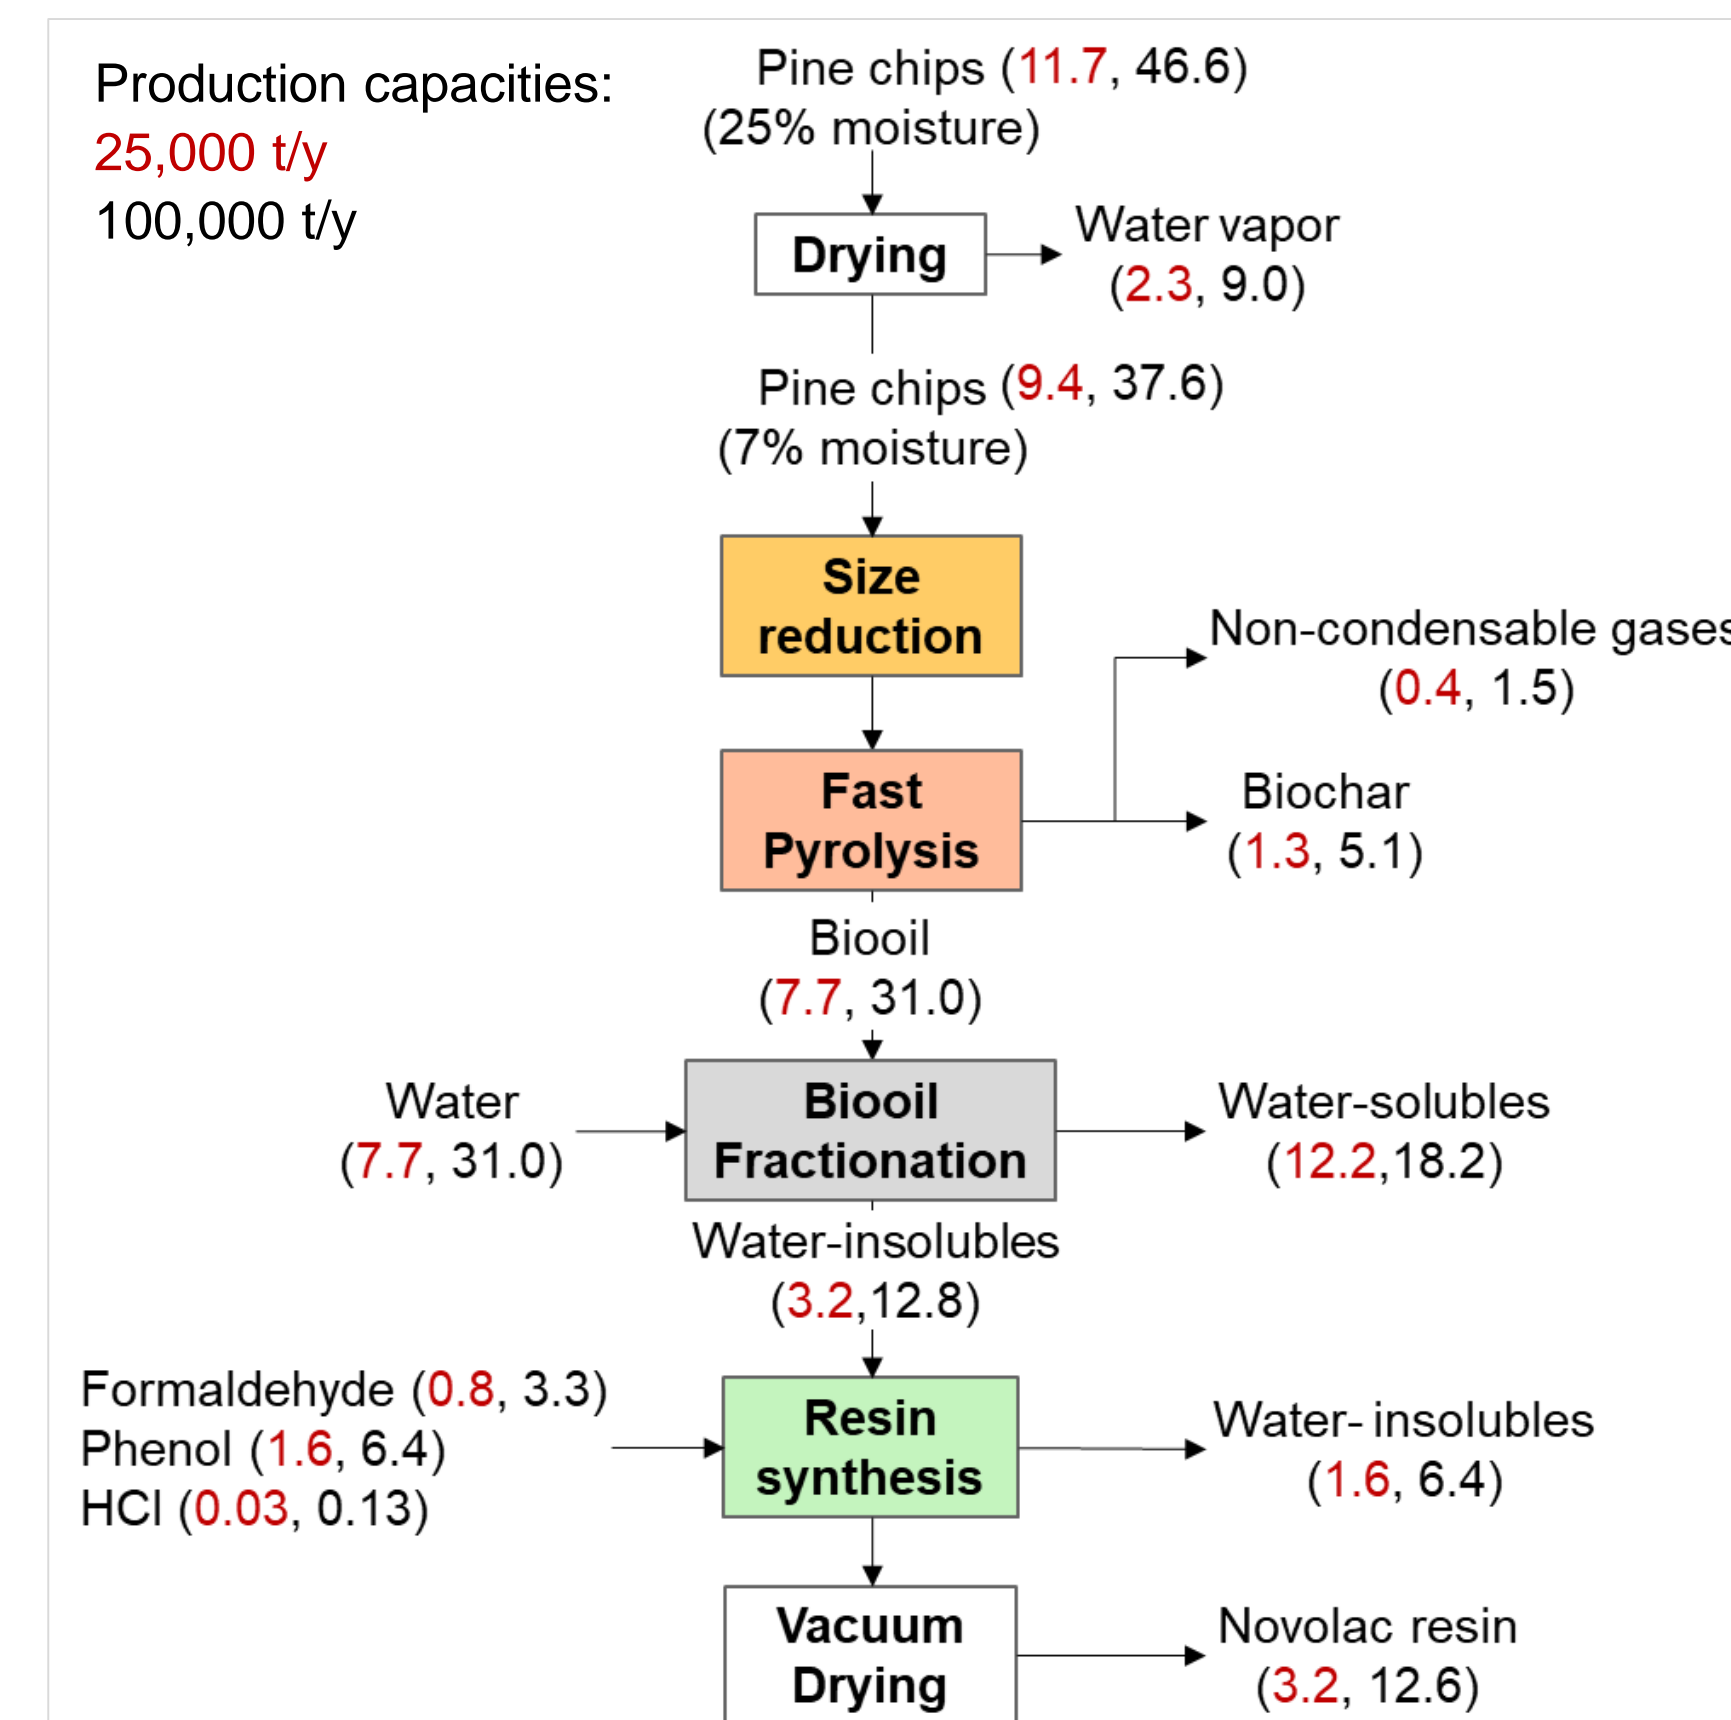 Production capacities:
25,000 t/y
100,000 t/y
Pine chips (11.7, 46.6)
(25% moisture)
Drying
Water vapor
(2.3, 9.0)
Pine chips (9.4, 37.6)
(7% moisture)
Size
reduction
Non-condensable gases
(0.4, 1.5)
Fast
Pyrolysis
Biochar
(1.3, 5.1)
Biooil
(7.7, 31.0)
Water
(7.7, 31.0)
Biooil
Fractionation
Water-solubles
(12.2,18.2)
Water-insolubles
(3.2,12.8)
Formaldehyde (0.8, 3.3)
Phenol (1.6, 6.4)
HCl (0.03, 0.13)
Resin
synthesis
Water- insolubles
(1.6, 6.4)
Vacuum
Drying
Novolac resin
(3.2, 12.6)